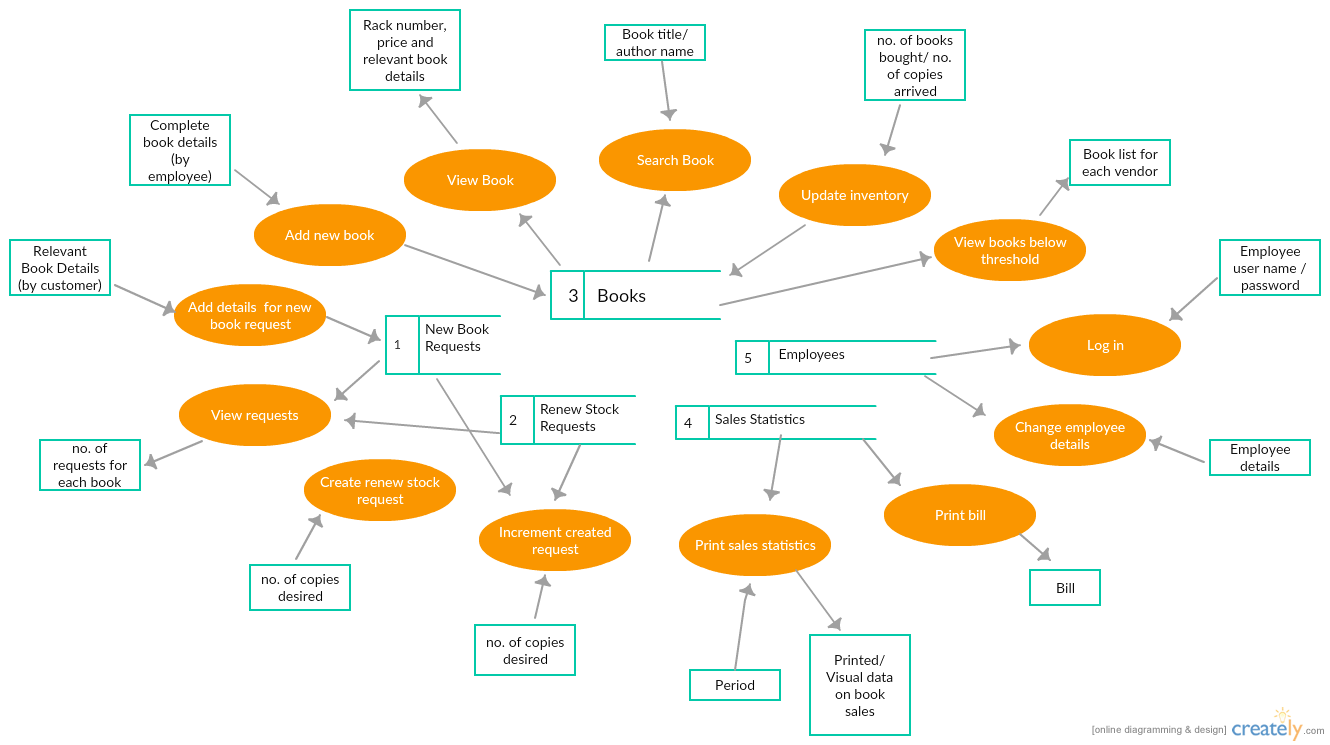 Rack number,
price and
relevant book
details
Book title/
author name
no. of books
bought/ no.
of copies
arrived
Complete
book details
(by
employee)
Search Book
Book list for
each vendor
View Book
Update inventory
Add new book
View books below
threshold
Relevant
Book Details
(by customer)
Employee
user name /
password
Add details for new
book request
3 Books
1
New Book
Requests
5 Employees
Log in
View requests
2
Renew Stock
Requests
4 Sales Statistics
Change employee
details
Employee
details
no. of
requests for
each book
Create renew stock
request
Increment created
request
Print sales statistics
Print bill
no. of copies
desired
Bill
no. of copies
desired
Period
Printed/
Visual data
on book
sales
[online diagramming & design] creately.com